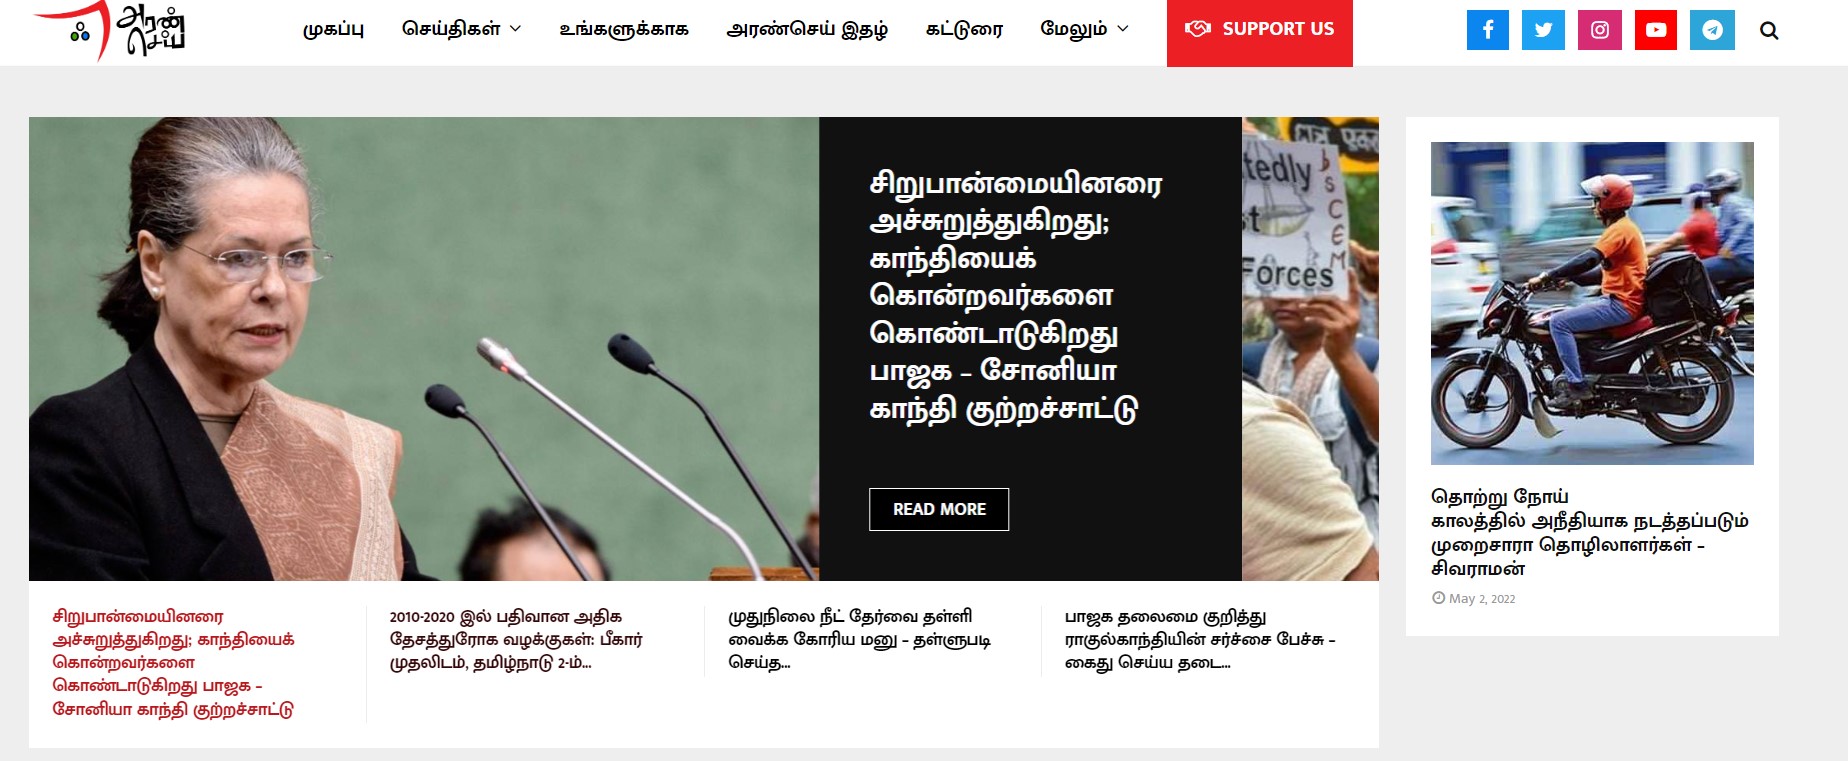 அரண்
செய்
முகப்பு
செய்திகள்
உங்களுக்காக
அரண்செய் இதழ்
கட்டுரை
மேலும்
SUPPORT US
சிறுபான்மையினரை
அச்சுறுத்துகிறது;
காந்தியைக்
கொன்றவர்களை
கொண்டாடுகிறது
பாஜக – சோனியா
காந்தி குற்றச்சாட்டு
READ MORE
tedly
st
Forces
சிறுபான்மையினரை
அச்சுறுத்துகிறது; காந்தியைக்
கொன்றவர்களை
கொண்டாடுகிறது பாஜக –
சோனியா காந்தி குற்றச்சாட்டு
2010-2020 இல் பதிவான அதிக
தேசத்துரோக வழக்குகள்: பீகார்
முதலிடம், தமிழ்நாடு 2-ம்...
முதுநிலை நீட் தேர்வை தள்ளி
வைக்க கோரிய மனு – தள்ளுபடி
செய்த...
பாஜக தலைமை குறித்து
ராகுல்காந்தியின் சர்ச்சை பேச்சு –
கைது செய்ய தடை...
தொற்று நோய்
காலத்தில் அநீதியாக நடத்தப்படும்
முறைசாரா தொழிலாளர்கள் –
சிவராமன்
May 2, 2022